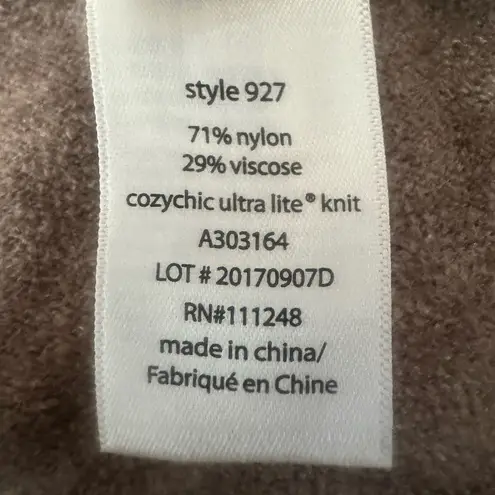 style 927
71% nylon
29% viscose
cozychic ultra lite® knit
A303164
LOT # 20170907D
RN#111248
made in china/
Fabriqué en Chine